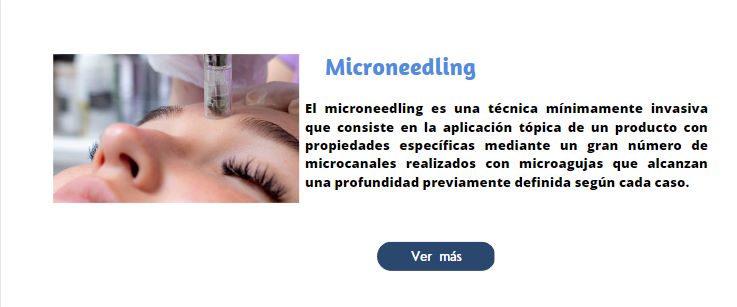 Microneedling
El microneedling es una técnica mínimamente invasiva
que consiste en la aplicación tópica de un producto con
propiedades específicas mediante un gran número de
microcanales realizados con microagujas que alcanzan
una profundidad previamente definida según cada caso.
Ver más